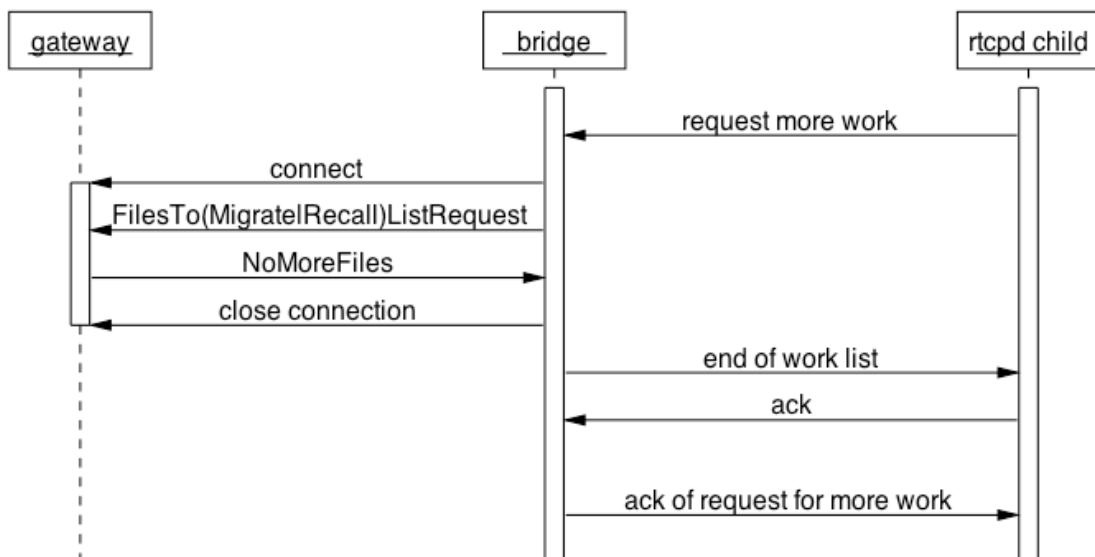 gateway
bridge
rtcpd child
request more work
connect
FilesTo(Migrate|Recall)ListRequest
NoMoreFiles
close connection
end of work list
ack
ack of request for more work